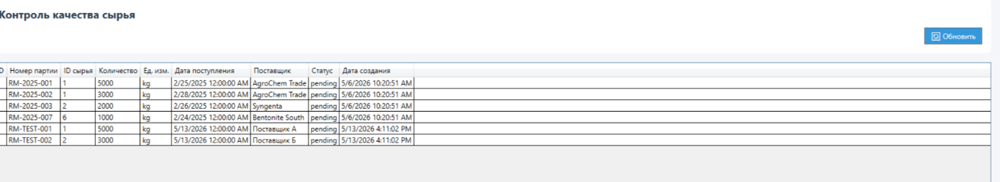 Контроль качества сырья
Обновить
D Номер партии ID сырья Количество Ед. изм. Дата поступления Поставщик Статус Дата создания
RM-2025-001 1 5000 kg 2/25/2025 12:00:00 AM AgroChem Trade pending 5/6/2026 10:20:51 AM
RM-2025-002 1 3000 kg 2/28/2025 12:00:00 AM AgroChem Trade pending 5/6/2026 10:20:51 AM
RM-2025-003 2 2000 kg 2/26/2025 12:00:00 AM Syngenta pending 5/6/2026 10:20:51 AM
RM-2025-007 6 1000 kg 2/24/2025 12:00:00 AM Bentonite South pending 5/6/2026 10:20:51 AM
RM-TEST-001 1 5000 kg 5/13/2026 12:00:00 AM Поставщик А pending 5/13/2026 4:11:02 PM
RM-TEST-002 2 3000 kg 5/13/2026 12:00:00 AM Поставщик Б pending 5/13/2026 4:11:02 PM